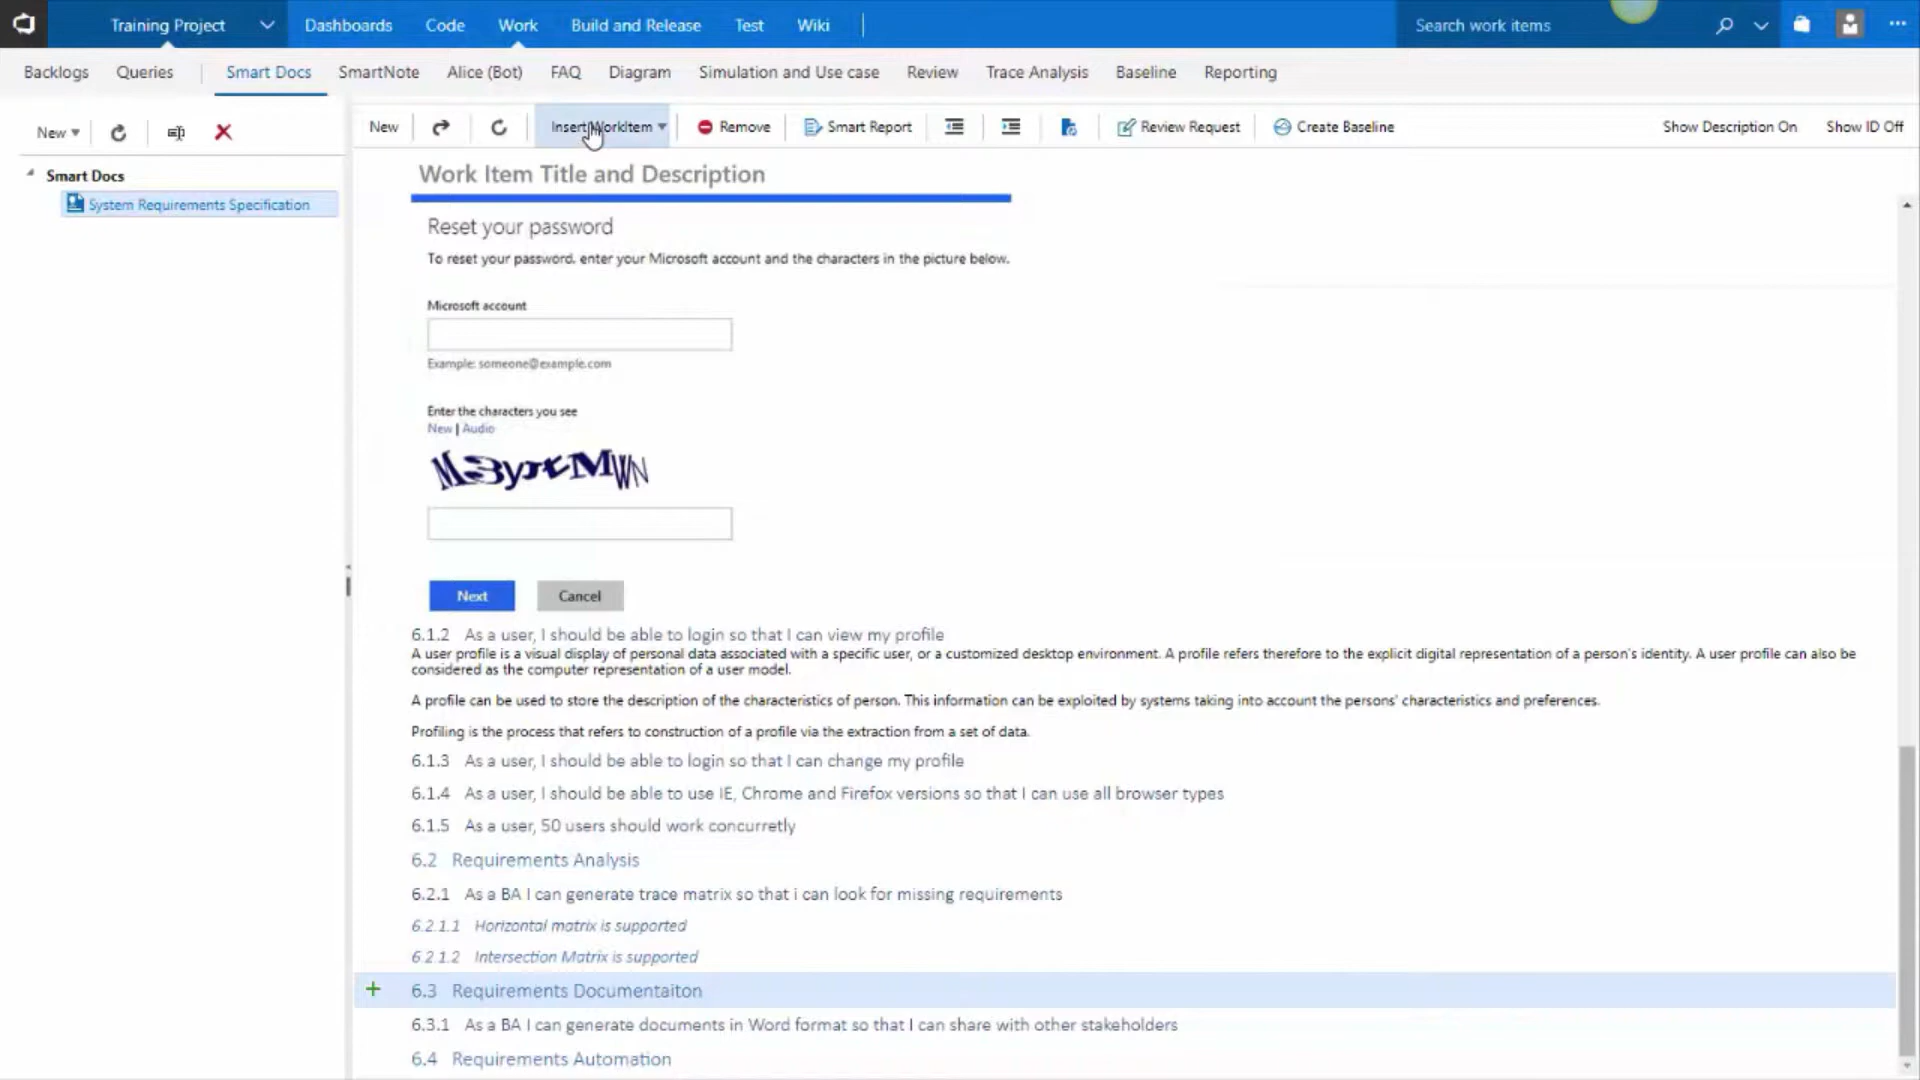 Training Project Dashboards Code Work Build and Release Test Wiki Search work items
Backlogs Queries Smart Docs SmartNote Alice (Bot) FAQ Diagram Simulation and Use case Review Trace Analysis Baseline Reporting
New
New Insert WorkItem Remove Smart Report Review Request Create Baseline Show Description On Show ID Off
Smart Docs
System Requirements Specification
Work Item Title and Description
Reset your password
To reset your password, enter your Microsoft account and the characters in the picture below.
Microsoft account
Example: someone@example.com
Enter the characters you see
New | Audio
Next Cancel
6.1.2 As a user, I should be able to login so that I can view my profile
A user profile is a visual display of personal data associated with a specific user, or a customized desktop environment. A profile refers therefore to the explicit digital representation of a person's identity. A user profile can also be
considered as the computer representation of a user model.
A profile can be used to store the description of the characteristics of person. This information can be exploited by systems taking into account the persons' characteristics and preferences.
Profiling is the process that refers to construction of a profile via the extraction from a set of data.
6.1.3 As a user, I should be able to login so that I can change my profile
6.1.4 As a user, I should be able to use IE, Chrome and Firefox versions so that I can use all browser types
6.1.5 As a user, 50 users should work concurretly
6.2 Requirements Analysis
6.2.1 As a BA I can generate trace matrix so that i can look for missing requirements
6.2.1.1 Horizontal matrix is supported
6.2.1.2 Intersection Matrix is supported
6.3 Requirements Documentaiton
6.3.1 As a BA I can generate documents in Word format so that I can share with other stakeholders
6.4 Requirements Automation